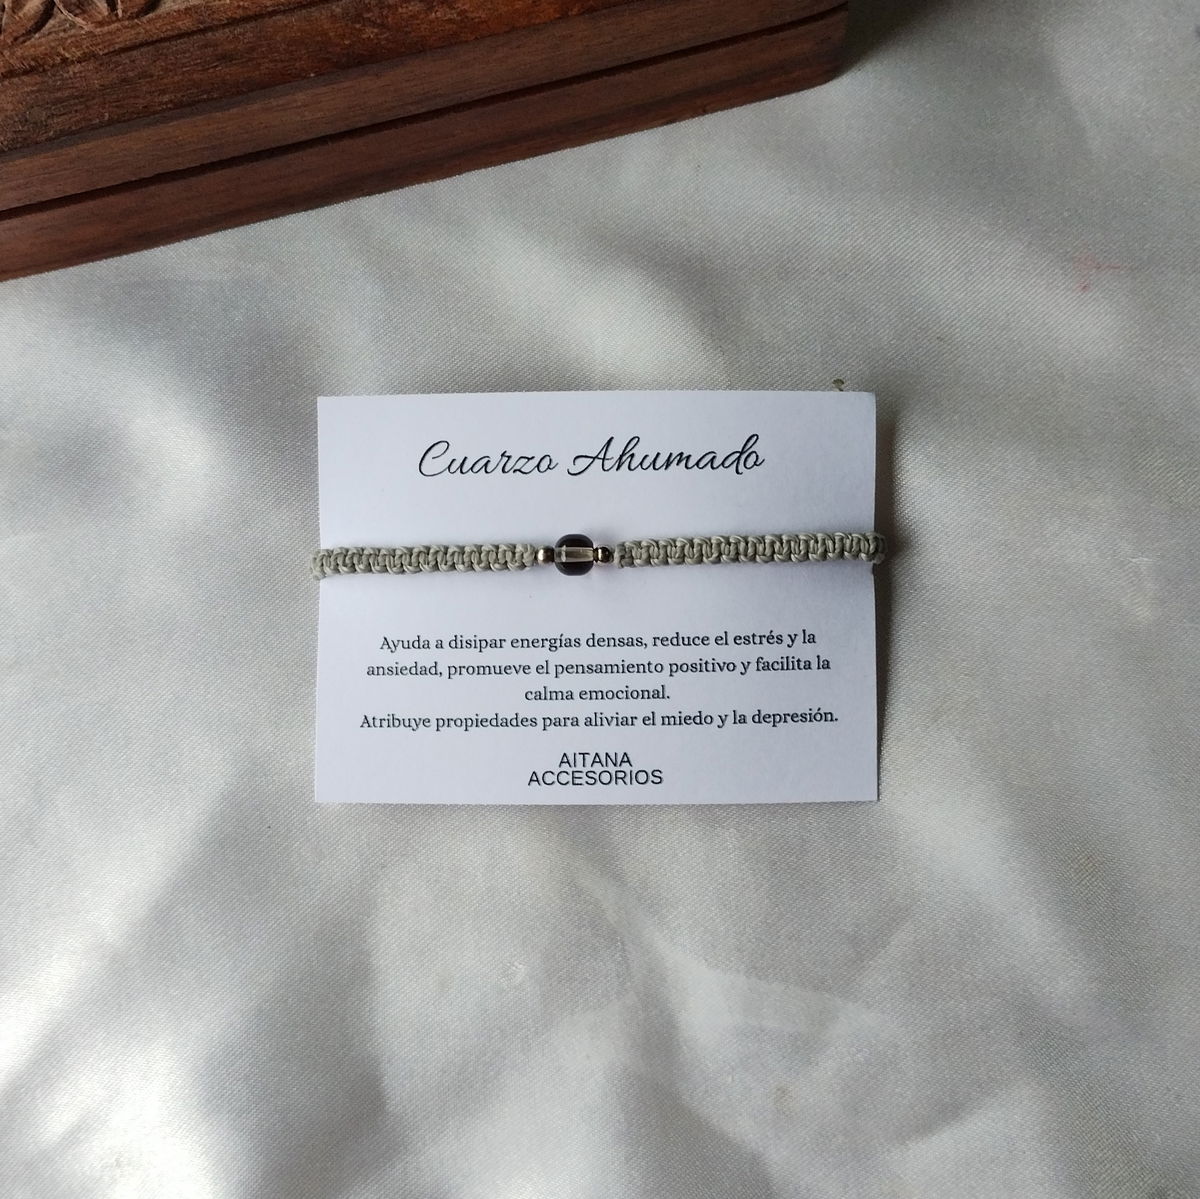 Cuarzo Ahumado
Ayuda a disipar energías densas, reduce el estrés y la
ansiedad, promueve el pensamiento positivo y facilita la
calma emocional.
Atribuye propiedades para aliviar el miedo y la depresión.
AITANA
ACCESORIOS